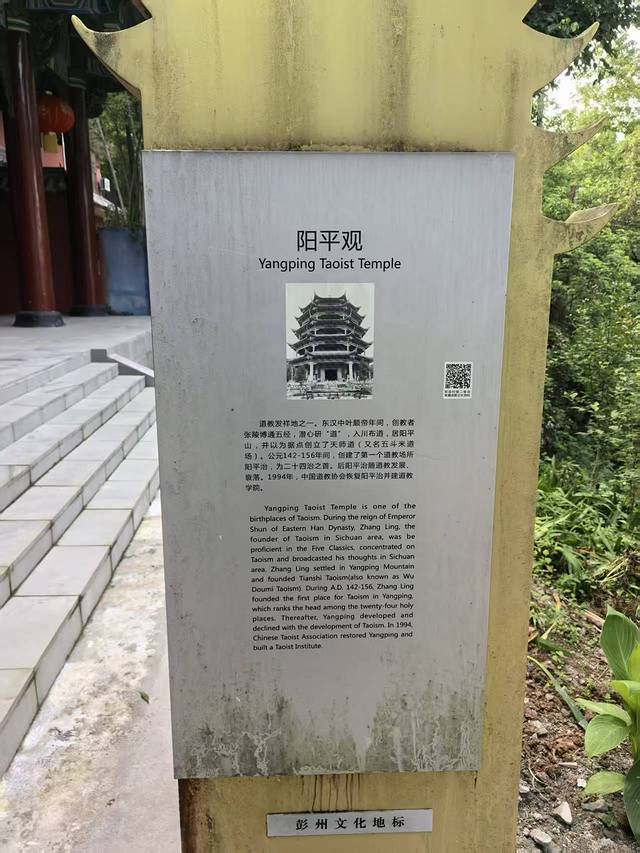 阳平观
Yangping Taoist Temple
道教发祥地之一。东汉中叶顺帝年间，创教者
张陵博通五经，潜心研“道”，入川布道，居阳平
山，并以为据点创立了天师道（又名五斗米道
场）。公元142-156年间，创建了第一个道教场所
阳平治，为二十四治之首。后阳平治随道教发展、
衰落。1994年，中国道教协会恢复阳平治并建道教
学院。
Yangping Taoist Temple is one of the
birthplaces of Taoism. During the reign of Emperor
Shun of Eastern Han Dynasty, Zhang Ling, the
founder of Taoism in Sichuan area, was be
proficient in the Five Classics, concentrated on
Taoism and broadcasted his thoughts in Sichuan
area. Zhang Ling settled in Yangping Mountain
and founded Tianshi Taoism(also known as Wu
Doumi Taoism). During A.D. 142-156, Zhang Ling
founded the first place for Taoism in Yangping,
which ranks the head among the twenty-four holy
places. Thereafter, Yangping developed and
declined with the development of Taoism. In 1994,
Chinese Taoist Association restored Yangping and
built a Taoist Institute.
彭州文化地标